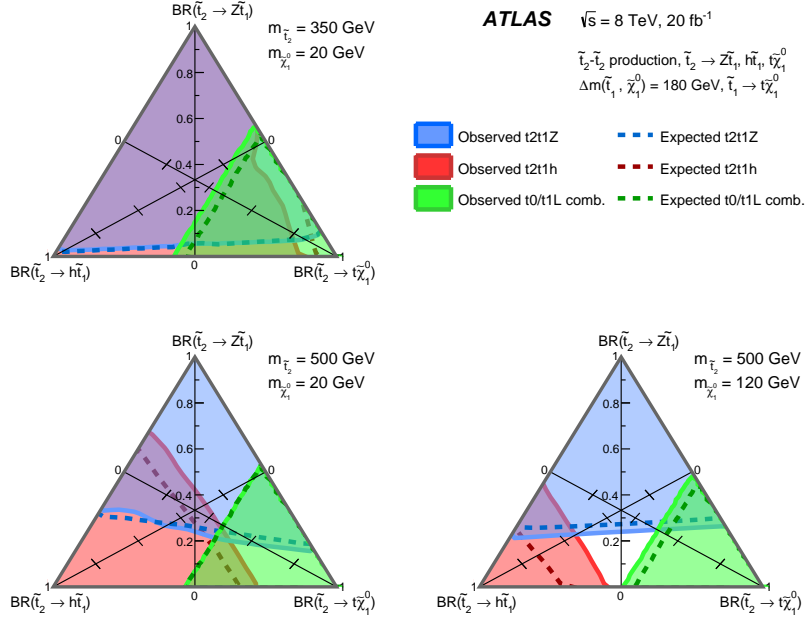 ATLAS √s = 8 TeV, 20 fb⁻¹
t̃₂-t̃₂ production, t̃₂ → Zt̃₁, ht̃₁, tχ̃₁⁰
Δm(t̃₁ , χ̃₁⁰) = 180 GeV, t̃₁ → tχ̃₁⁰
Observed t2t1Z Expected t2t1Z
Observed t2t1h Expected t2t1h
Observed t0/t1L comb. Expected t0/t1L comb.
BR(t̃₂ → Zt̃₁)
m t̃₂ = 350 GeV
m χ̃₁⁰ = 20 GeV
1
0.8
0.6
0 0.4 0
0.2
1 0 1
BR(t̃₂ → ht̃₁) BR(t̃₂ → tχ̃₁⁰)
BR(t̃₂ → Zt̃₁)
m t̃₂ = 500 GeV
m χ̃₁⁰ = 20 GeV
1
0.8
0.6
0 0.4 0
0.2
1 0 1
BR(t̃₂ → ht̃₁) BR(t̃₂ → tχ̃₁⁰)
BR(t̃₂ → Zt̃₁)
m t̃₂ = 500 GeV
m χ̃₁⁰ = 120 GeV
1
0.8
0.6
0 0.4 0
0.2
1 0 1
BR(t̃₂ → ht̃₁) BR(t̃₂ → tχ̃₁⁰)